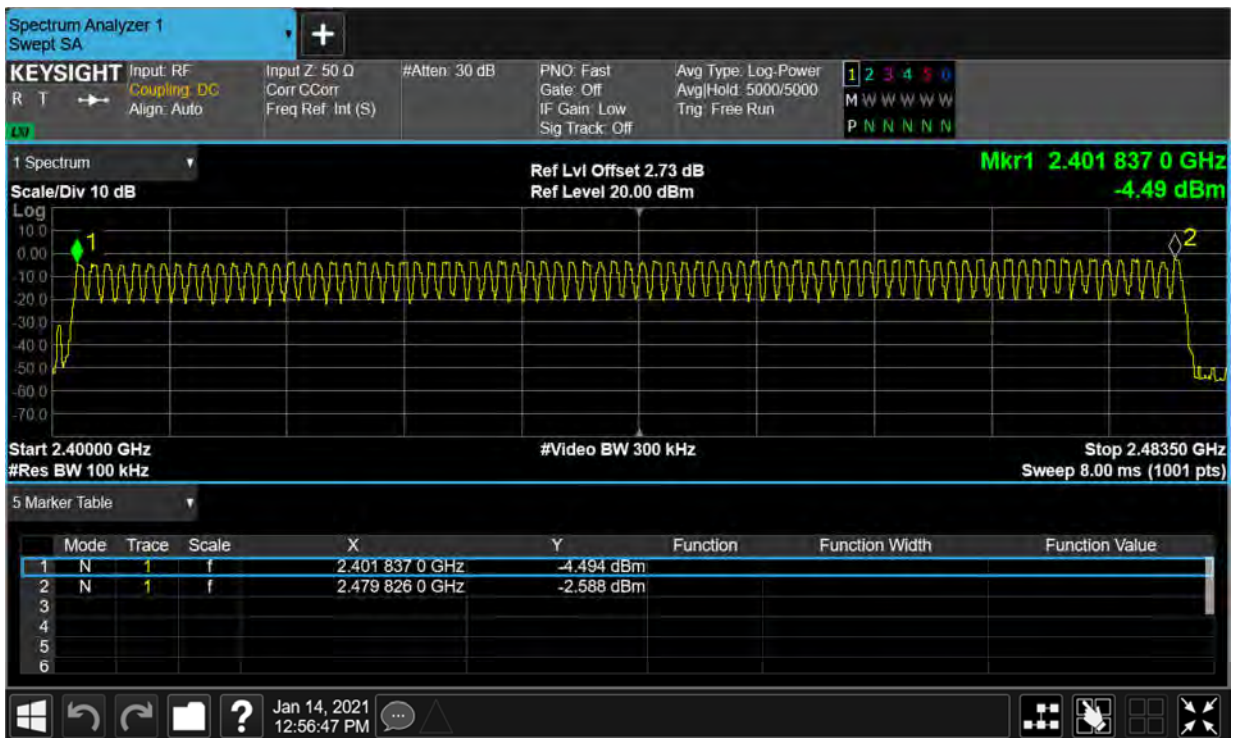 Spectrum Analyzer 1
Swept SA
+
KEYSIGHT Input: RF Input Z: 50 Ω #Atten: 30 dB PNO: Fast Avg Type: Log-Power 1 2 3 4 5 6
R T Coupling: DC Corr CCorr Gate: Off Avg|Hold: 5000/5000 M W W W W W
Align: Auto Freq Ref: Int (S) IF Gain: Low Trig: Free Run P N N N N N
LXI Sig Track: Off
1 Spectrum Ref Lvl Offset 2.73 dB Mkr1 2.401 837 0 GHz
Scale/Div 10 dB Ref Level 20.00 dBm -4.49 dBm
Log
10.0
1 2
0.00
-10.0
-20.0
-30.0
-40.0
-50.0
-60.0
-70.0
Start 2.40000 GHz #Video BW 300 kHz Stop 2.48350 GHz
#Res BW 100 kHz Sweep 8.00 ms (1001 pts)
5 Marker Table
Mode Trace Scale X Y Function Function Width Function Value
1 N 1 f 2.401 837 0 GHz -4.494 dBm
2 N 1 f 2.479 826 0 GHz -2.588 dBm
3
4
5
6
? Jan 14, 2021
12:56:47 PM